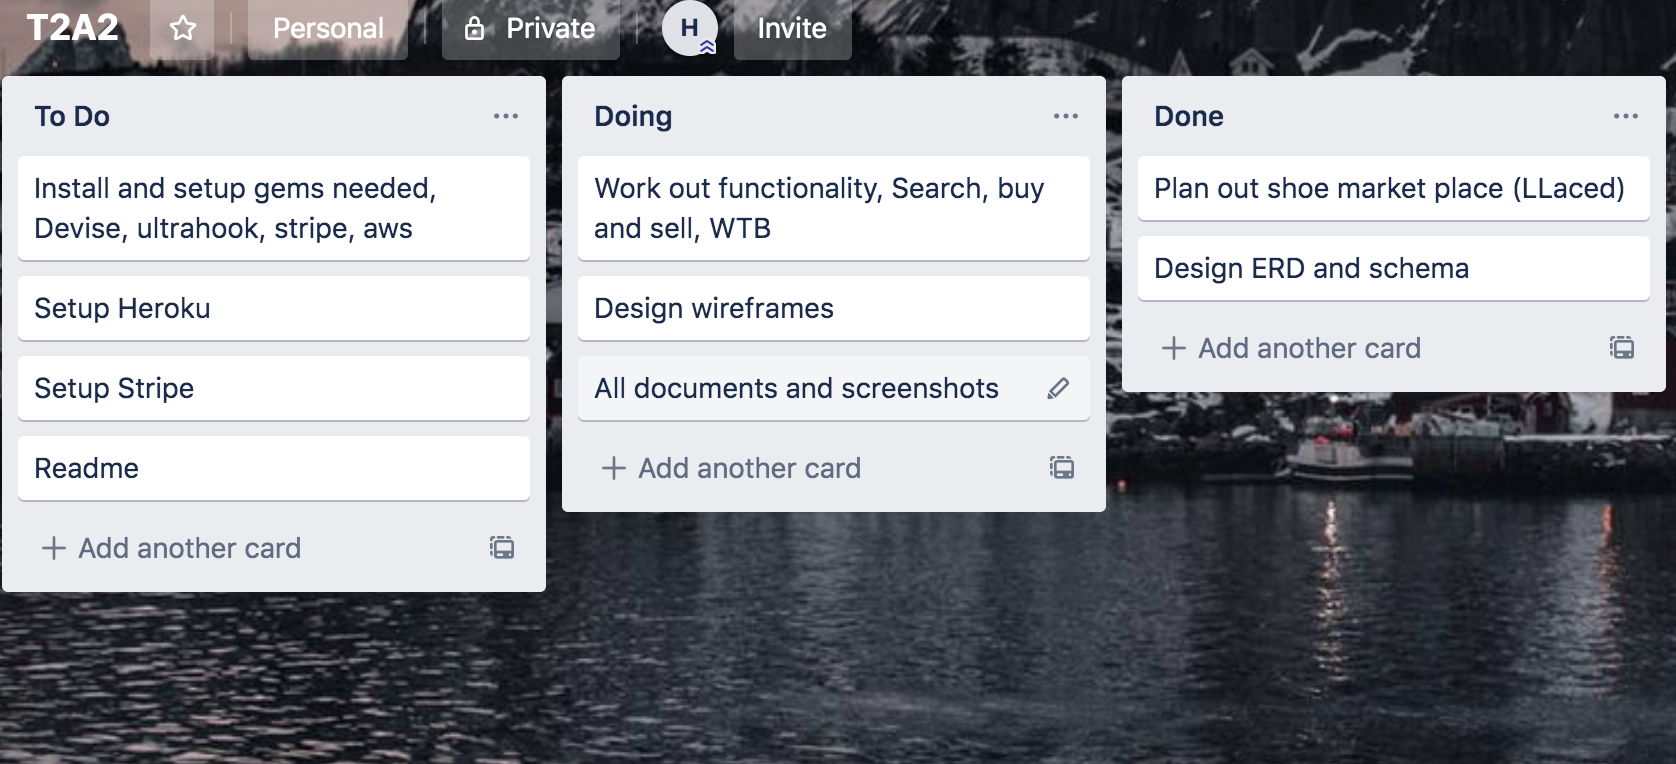 T2A2
Personal
Private
H
Invite
To Do
Install and setup gems needed,
Devise, ultrahook, stripe, aws
Setup Heroku
Setup Stripe
Readme
+ Add another card
Doing
Work out functionality, Search, buy
and sell, WTB
Design wireframes
All documents and screenshots
+ Add another card
Done
Plan out shoe market place (LLaced)
Design ERD and schema
+ Add another card